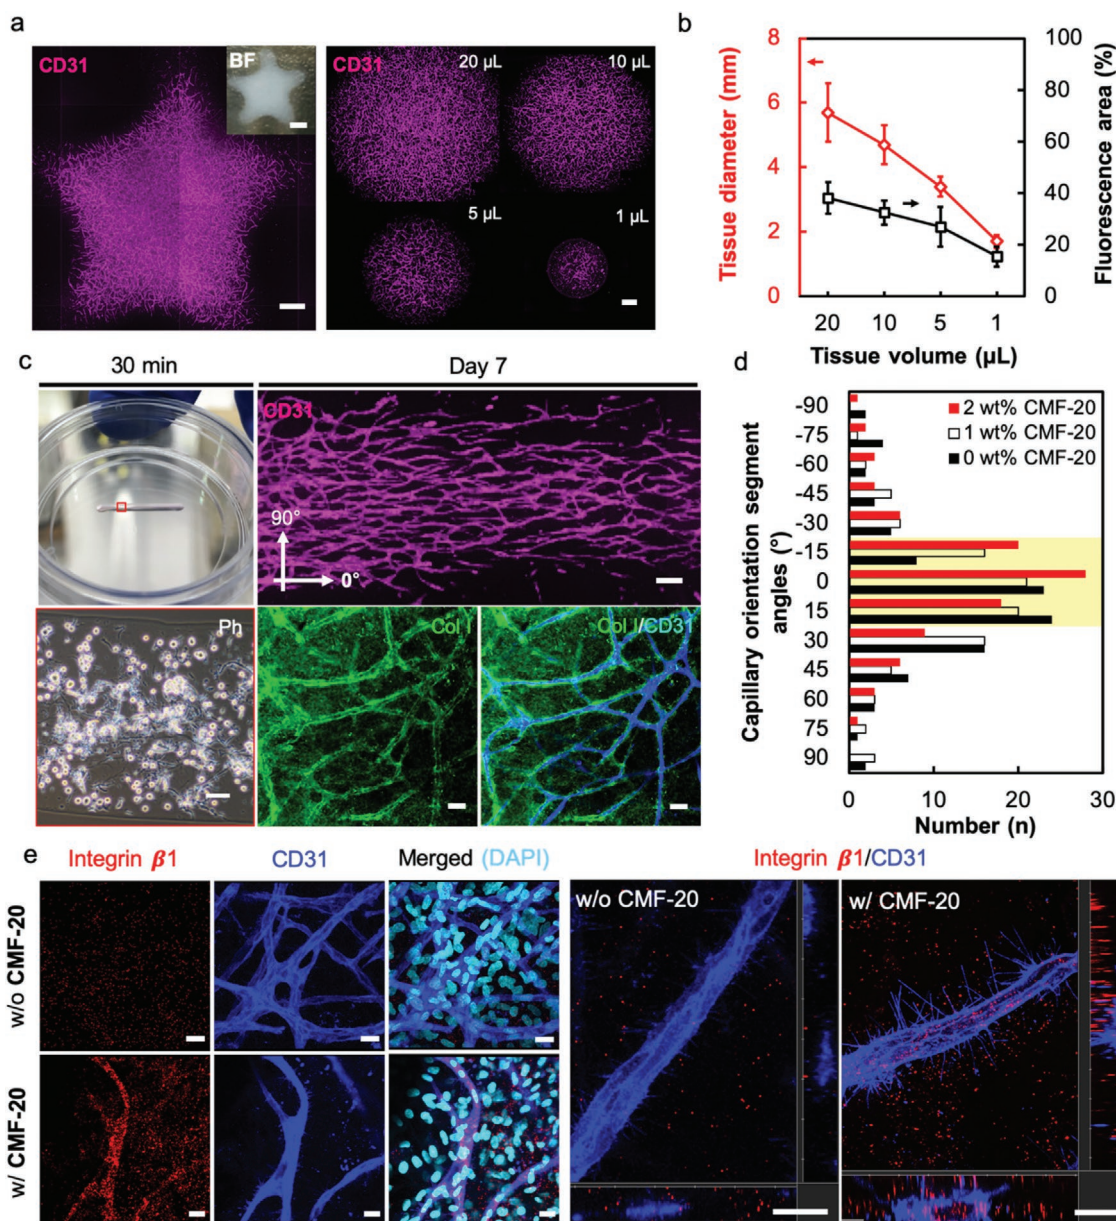 a
CD31
BF
CD31
20 µL
10 µL
5 µL
1 µL
b
Tissue diameter (mm)
8
6
4
2
0
100
80
60
40
20
0
Fluorescence area (%)
20
10
5
1
Tissue volume (µL)
c
30 min
Day 7
CD31
90°
0°
Ph
Col I
Col I/CD31
d
Capillary orientation segment
angles (°)
-90
-75
-60
-45
-30
-15
0
15
30
45
60
75
90
2 wt% CMF-20
1 wt% CMF-20
0 wt% CMF-20
0
10
20
30
Number (n)
e
Integrin β1
CD31
Merged (DAPI)
Integrin β1/CD31
w/o CMF-20
w/ CMF-20
w/o CMF-20
w/ CMF-20